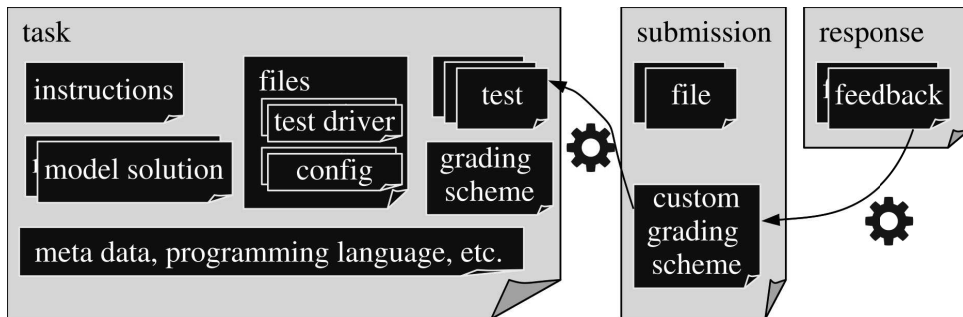 task
instructions
model solution
files
test driver
config
test
grading
scheme
meta data, programming language, etc.
submission
file
custom
grading
scheme
response
feedback